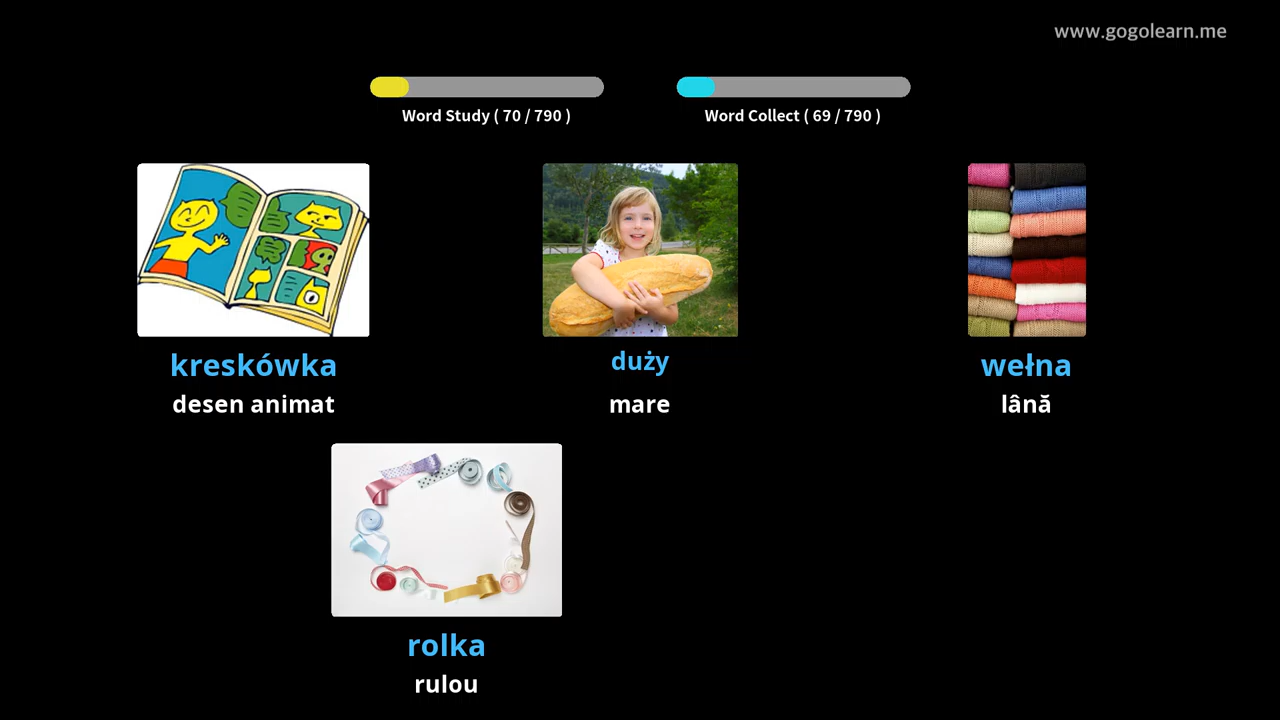 www.gogolearn.me
Word Study ( 70 / 790 )
Word Collect ( 69 / 790 )
kreskówka
duży
wełna
desen animat
mare
lână
rolka
rulou